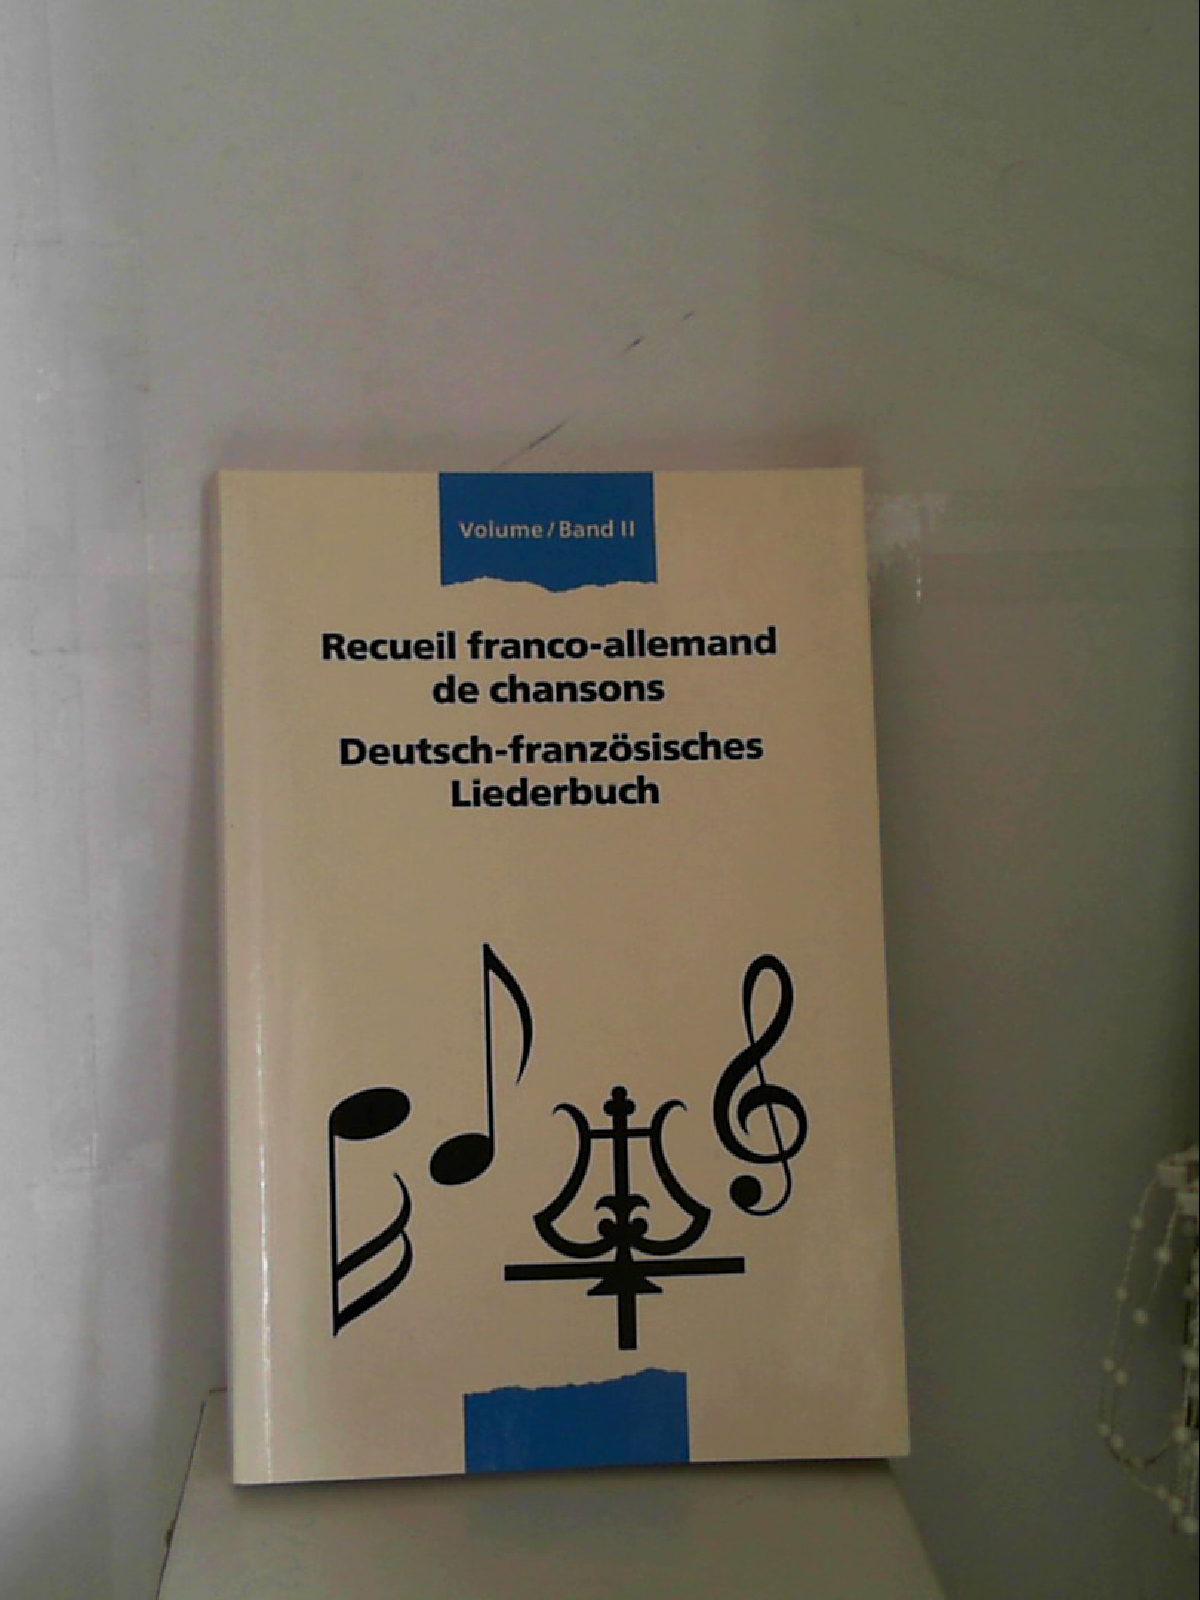 Volume / Band II
Recueil franco-allemand
de chansons
Deutsch-französisches
Liederbuch